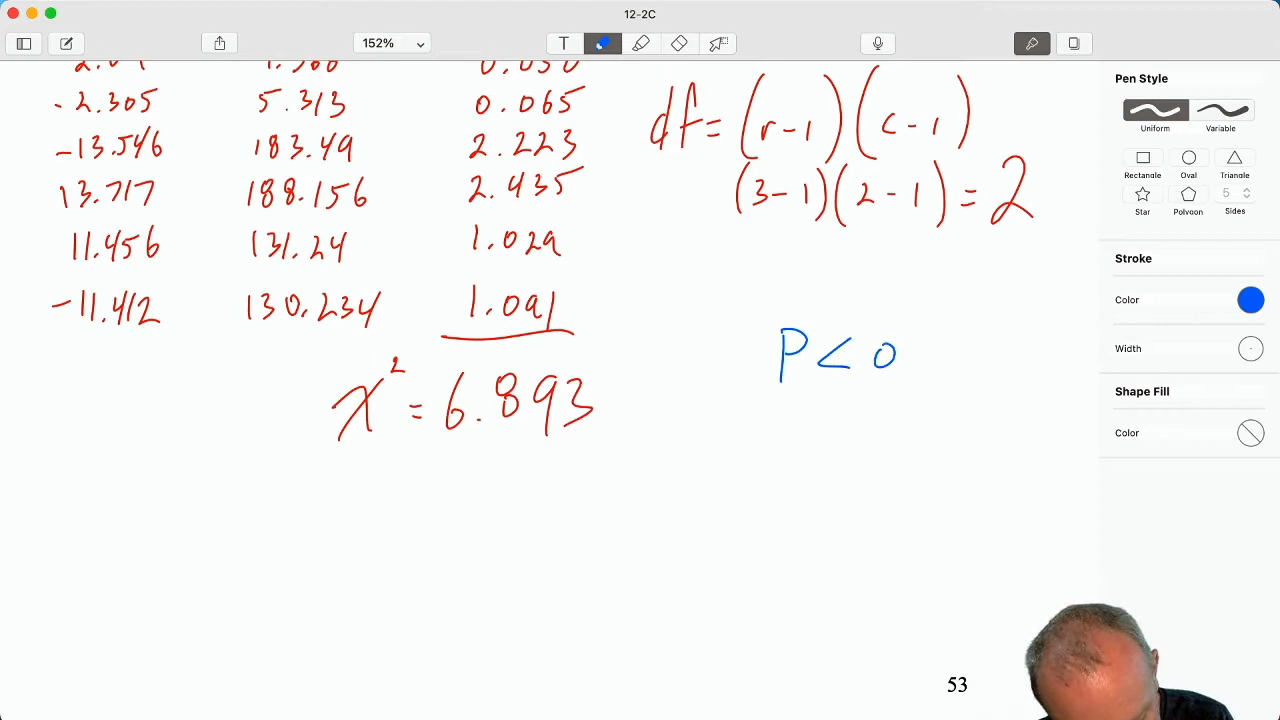 12-2C
152%
T
Pen Style
Uniform Variable
Rectangle Oval Triangle
5
Star Polygon Sides
Stroke
Color
Width
Shape Fill
Color
-2.305 5.313 0.065
-13.546 183.49 2.223
13.717 188.156 2.435
11.456 131.24 1.029
-11.412 130.234 1.091
χ² = 6.893
df = (r-1)(c-1)
(3-1)(2-1) = 2
P < 0
53